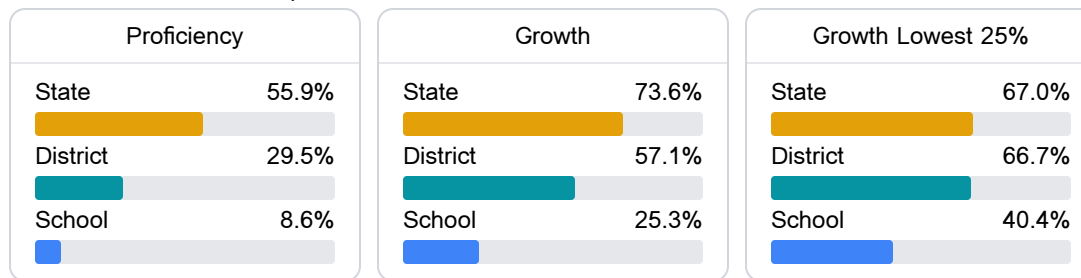 Proficiency
State 55.9%
District 29.5%
School 8.6%
Growth
State 73.6%
District 57.1%
School 25.3%
Growth Lowest 25%
State 67.0%
District 66.7%
School 40.4%